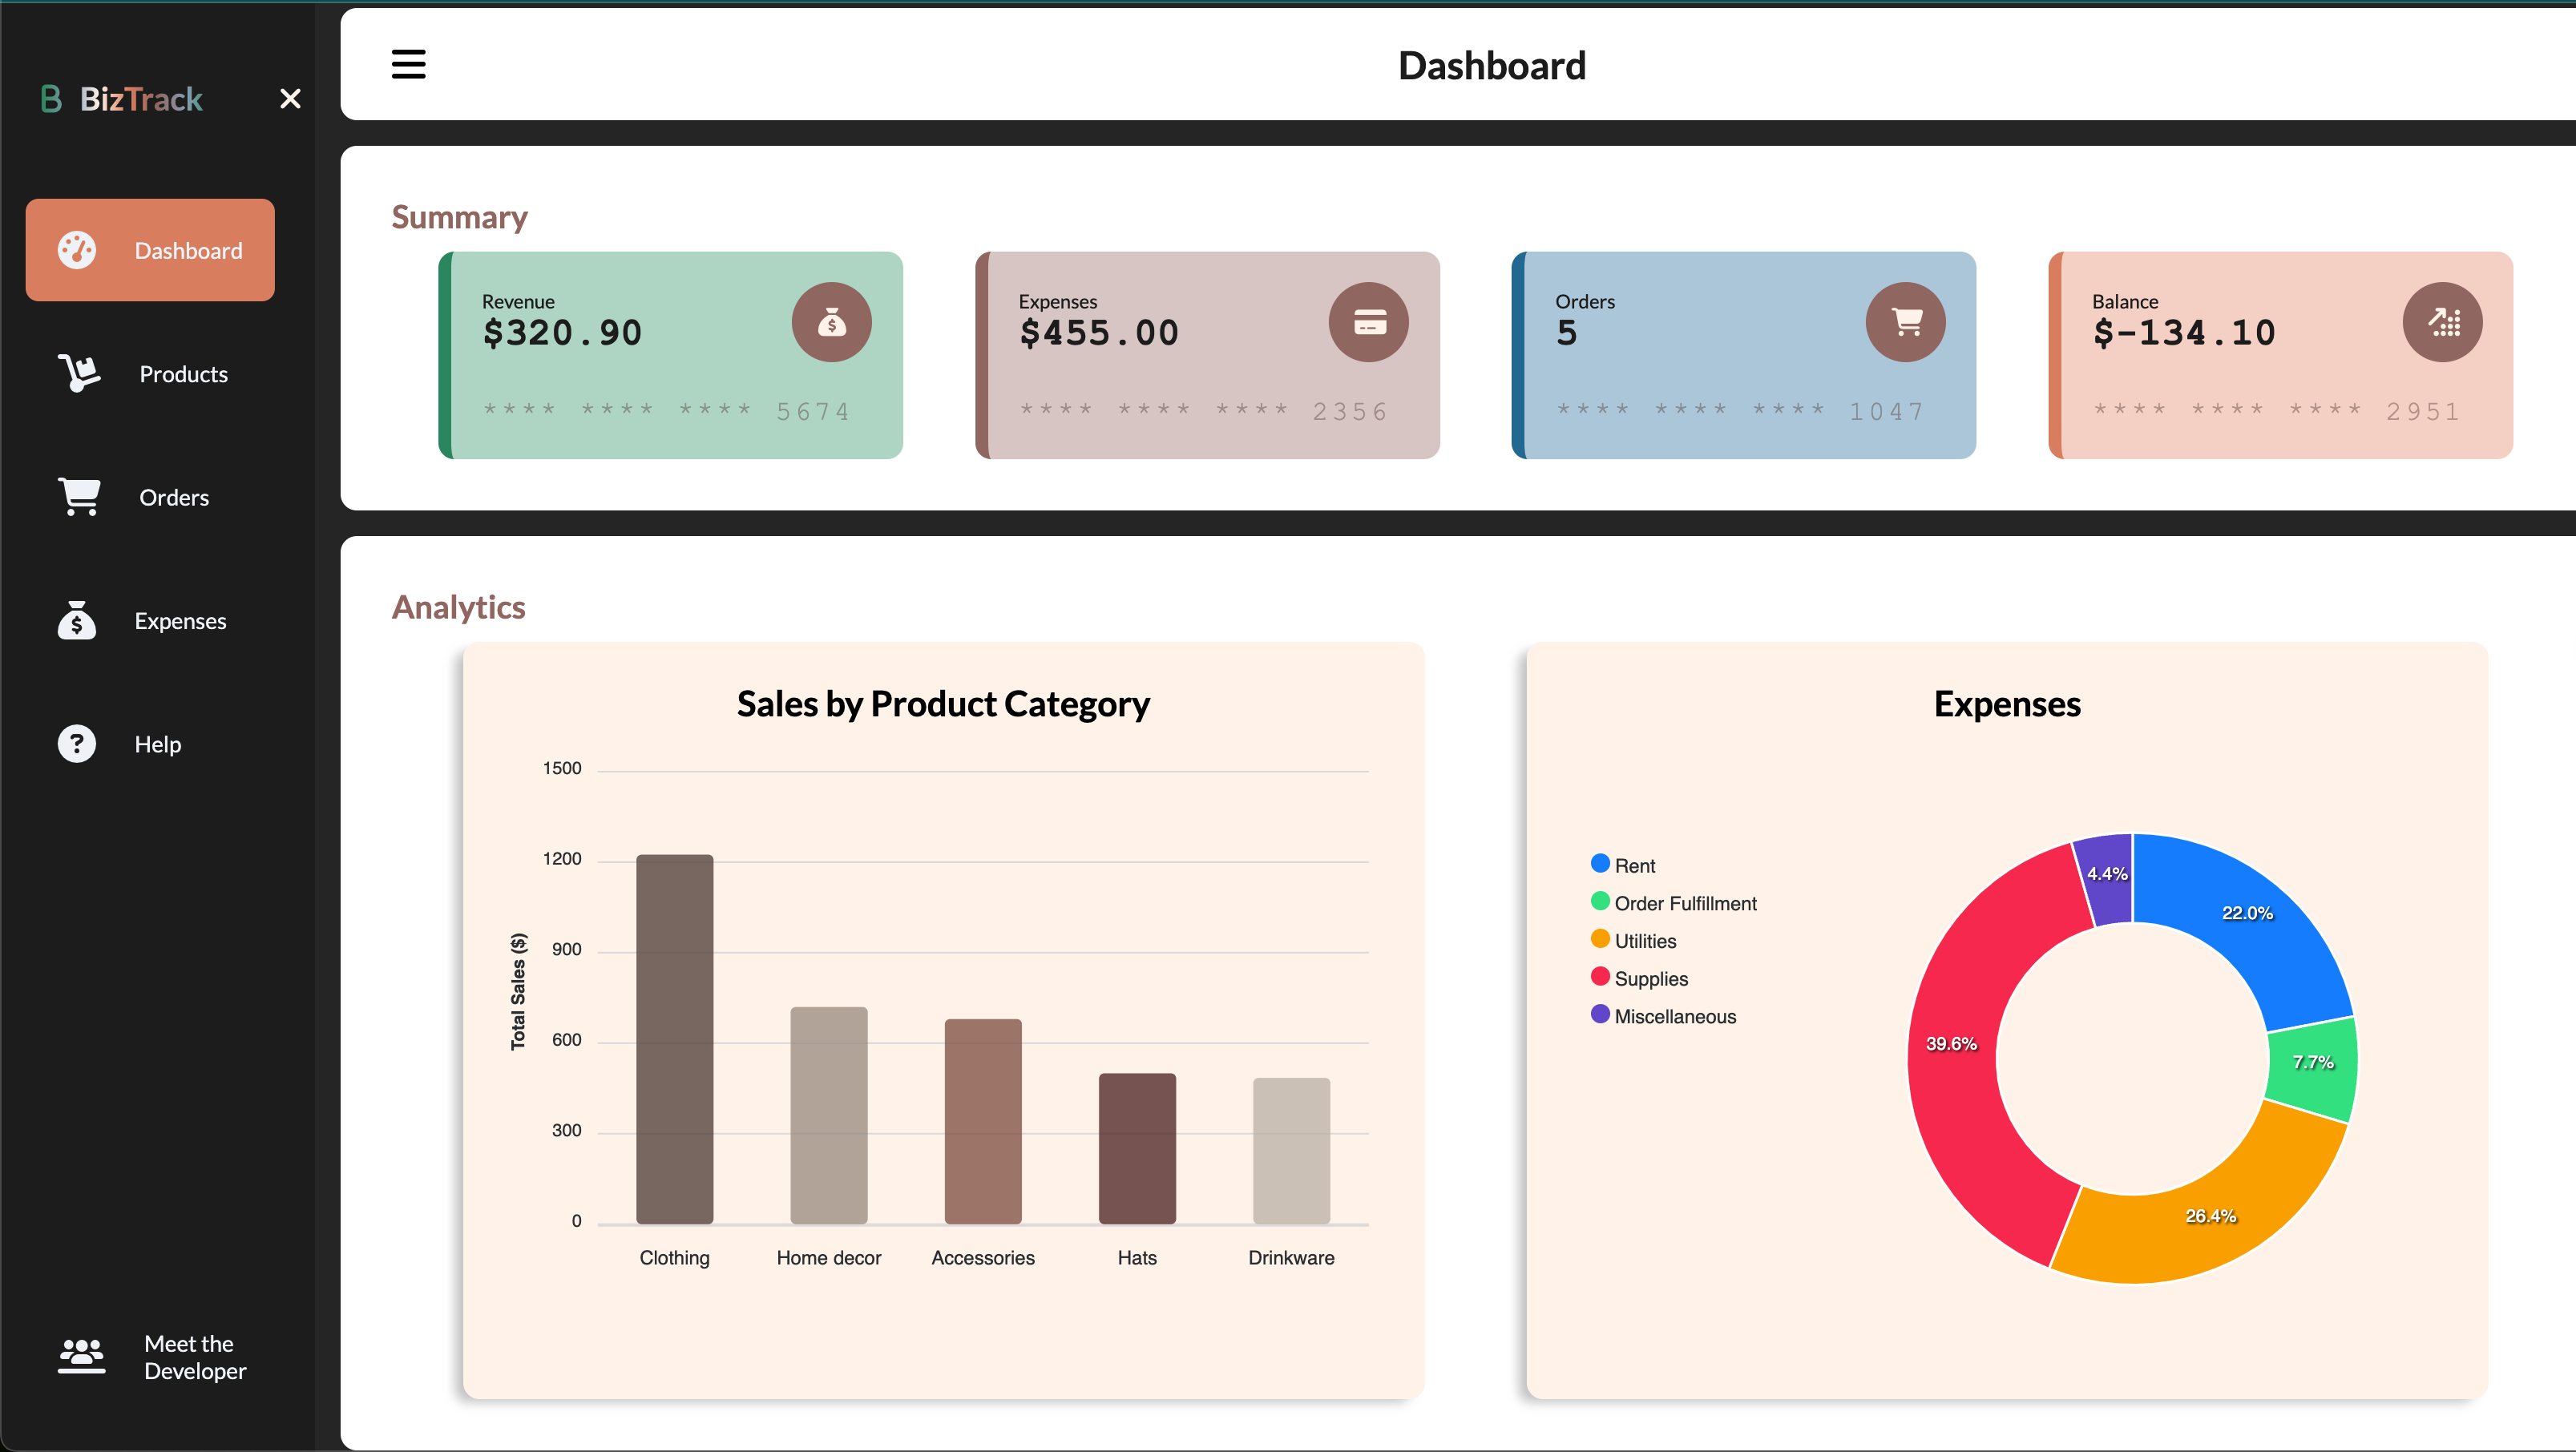 BizTrack
Dashboard
Products
Orders
Expenses
Help
Meet the
Developer
Dashboard
Summary
Revenue
$320.90
**** **** **** 5674
Expenses
$455.00
**** **** **** 2356
Orders
5
**** **** **** 1047
Balance
$-134.10
**** **** **** 2951
Analytics
Sales by Product Category
1500
1200
900
600
300
0
Total Sales ($)
Clothing
Home decor
Accessories
Hats
Drinkware
Expenses
Rent
Order Fulfillment
Utilities
Supplies
Miscellaneous
4.4%
22.0%
7.7%
26.4%
39.6%